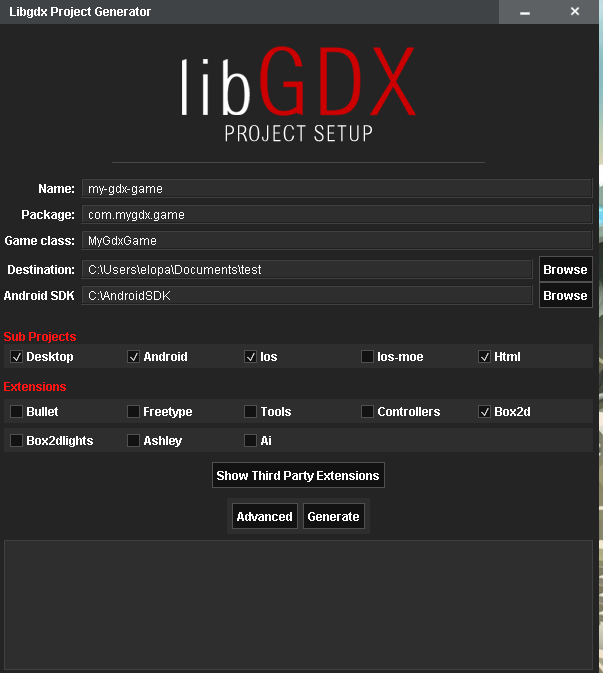 Libgdx Project Generator
libGDX
PROJECT SETUP
Name: my-gdx-game
Package: com.mygdx.game
Game class: MyGdxGame
Destination: C:\Users\elopa\Documents\test Browse
Android SDK C:\AndroidSDK Browse
Sub Projects
Desktop Android Ios Ios-moe Html
Extensions
Bullet Freetype Tools Controllers Box2d
Box2dlights Ashley Ai
Show Third Party Extensions
Advanced Generate